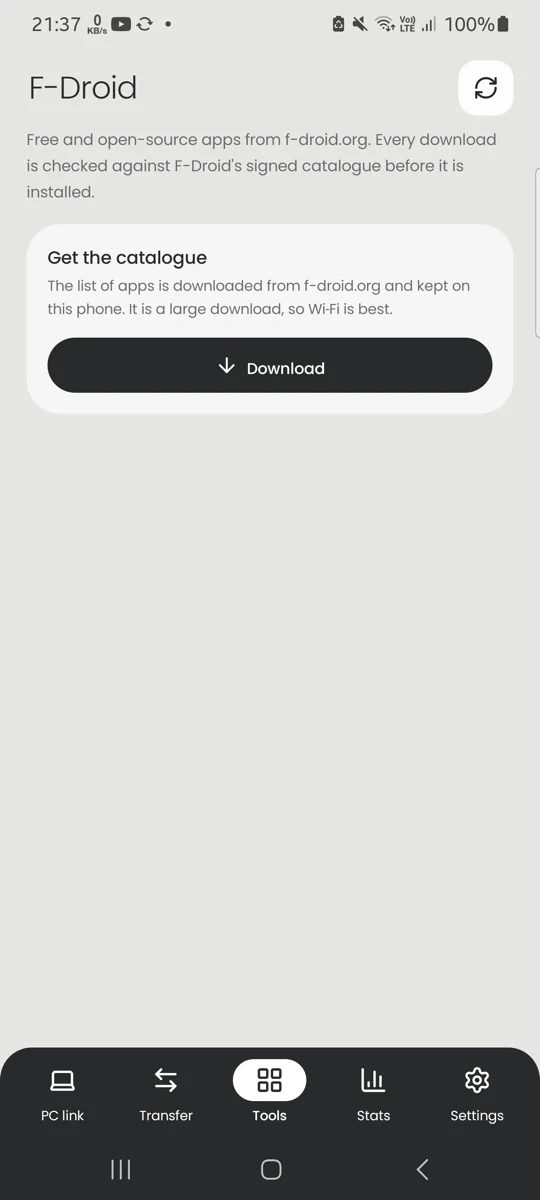 21:37 0 KB/s Vo)) LTE 100%
F-Droid
Free and open-source apps from f-droid.org. Every download
is checked against F-Droid's signed catalogue before it is
installed.
Get the catalogue
The list of apps is downloaded from f-droid.org and kept on
this phone. It is a large download, so Wi-Fi is best.
Download
PC link Transfer Tools Stats Settings